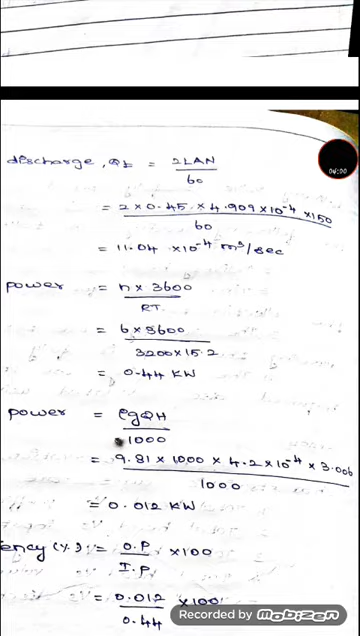 discharge, Qt = 2LAN / 60
= 2 × 0.45 × 4.909 × 10⁻⁴ × 150 / 60
= 11.04 × 10⁻⁴ m³/sec
04:00
power = n × 3600 / RT
= 6 × 3600 / 3200 × 15.2
= 0.44 KW
power = ρgQH / 1000
= 9.81 × 1000 × 4.2 × 10⁻⁴ × 3.006 / 1000
= 0.012 KW
iency (%) = O.P / I.P × 100
= 0.012 / 0.44 × 100
Recorded by Mobizen